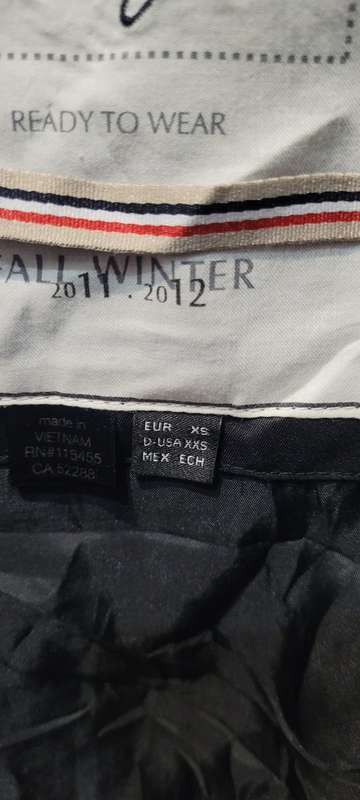 READY TO WEAR
FALL WINTER
2011 . 2012
made in
VIETNAM
RN#115455
CA 52288
EUR XS
D-USA XXS
MEX ECH